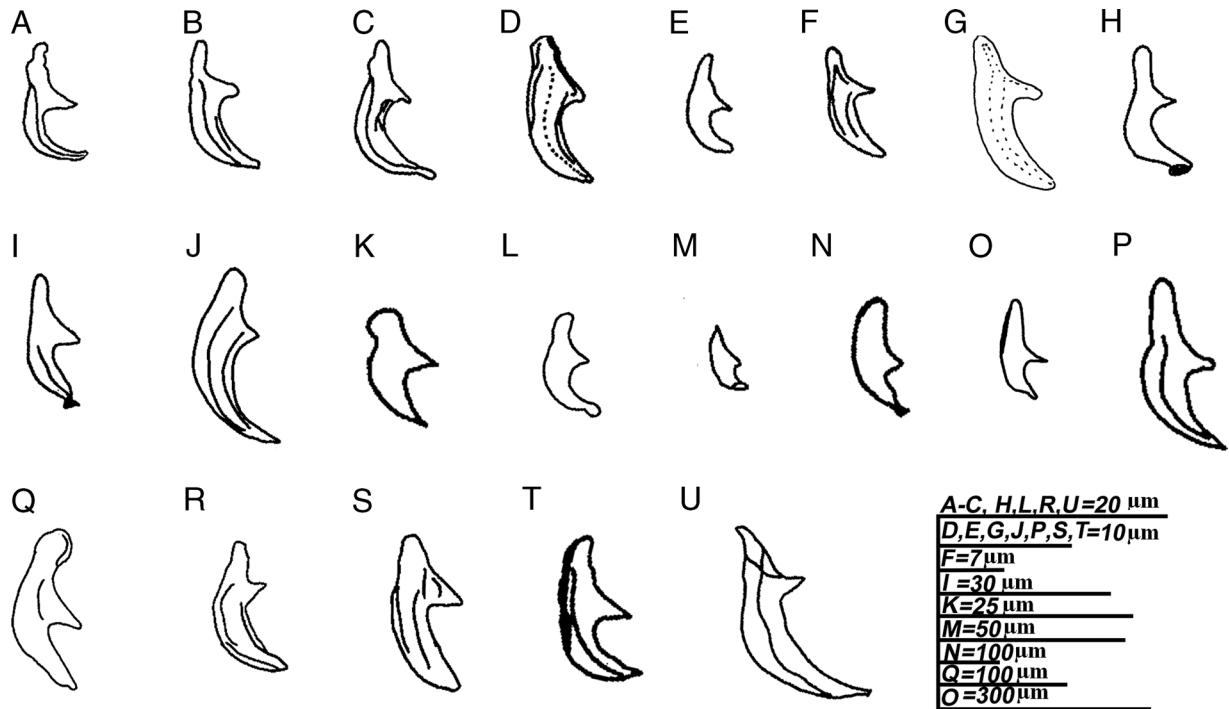 A B C D E F G H
I J K L M N O P
Q R S T U
A-C, H,L,R,U=20 µm
D,E,G,J,P,S,T=10µm
F=7µm
I=30 µm
K=25 µm
M=50µm
N=100µm
Q=100µm
O=300µm